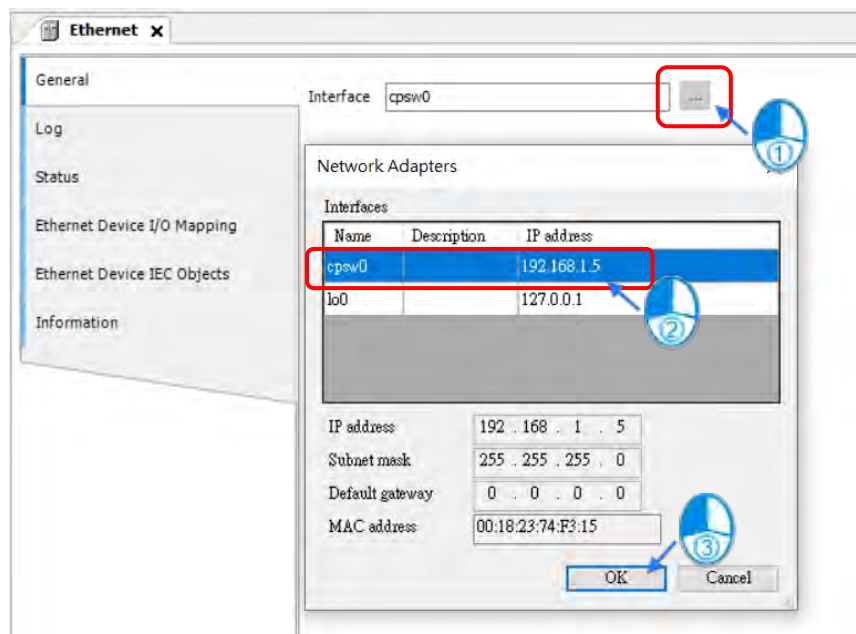 Ethernet X
General
Interface cpsw0 ...
①
Log
Network Adapters
Status
Interfaces
Name Description IP address
Ethernet Device I/O Mapping
cpsw0 192.168.1.5
Ethernet Device IEC Objects
lo0 127.0.0.1
②
Information
IP address 192 . 168 . 1 . 5
Subnet mask 255 . 255 . 255 . 0
Default gateway 0 . 0 . 0 . 0
MAC address 00:18:23:74:F3:15
③
OK Cancel